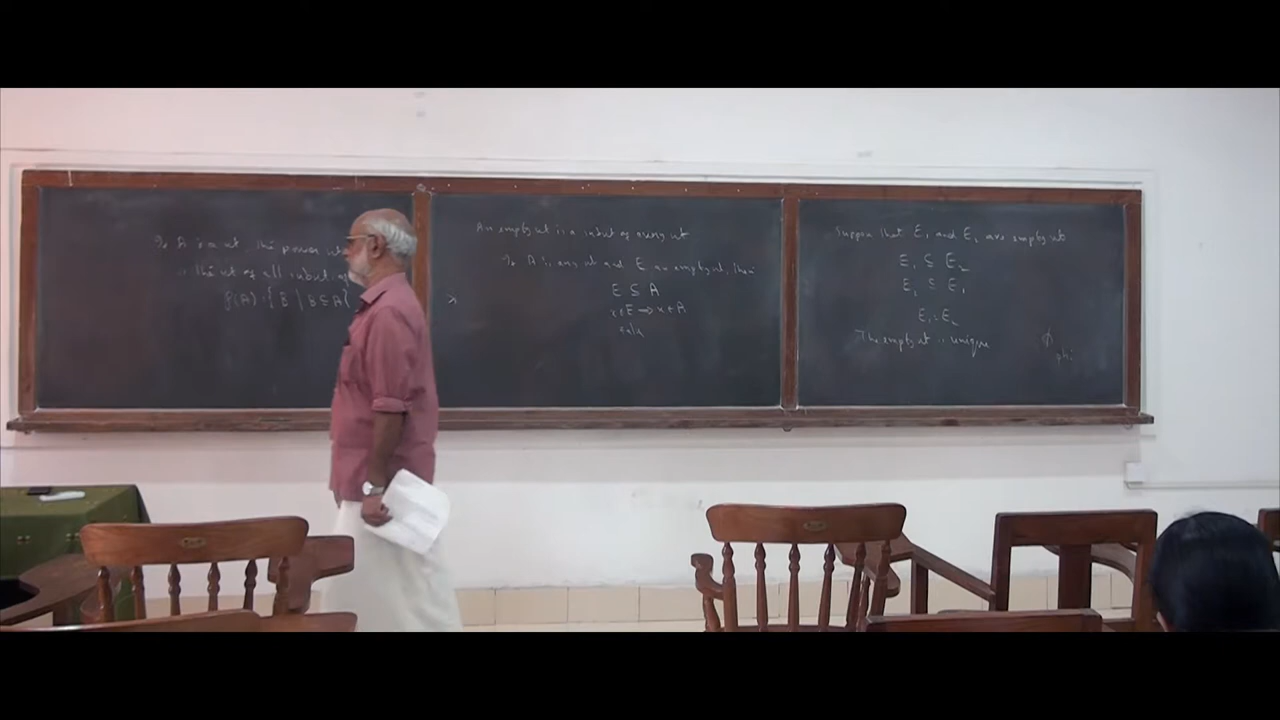 If A is a set, the power set
is the set of all subset of
P(A) = { B | B ⊆ A
An empty set is a subset of every set
If A is any set and E an empty set, then
E ⊆ A
x ∈ E → x ∈ A
False
Suppose that E₁ and E₂ are empty sets
E₁ ⊆ E₂
E₂ ⊆ E₁
E₁ = E₂
The empty set is unique
ϕ
phi